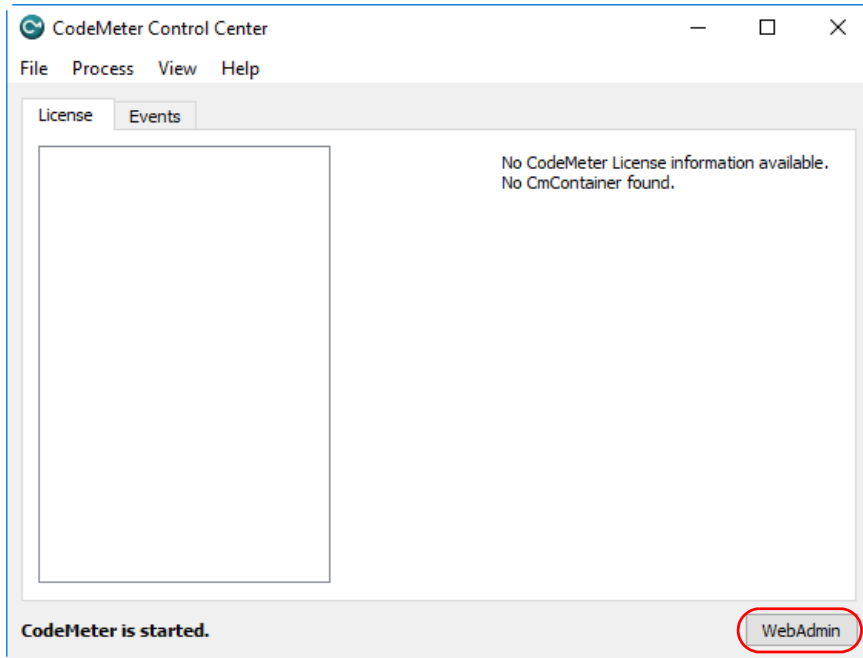 CodeMeter Control Center
File Process View Help
License Events
No CodeMeter License information available.
No CmContainer found.
CodeMeter is started.
WebAdmin